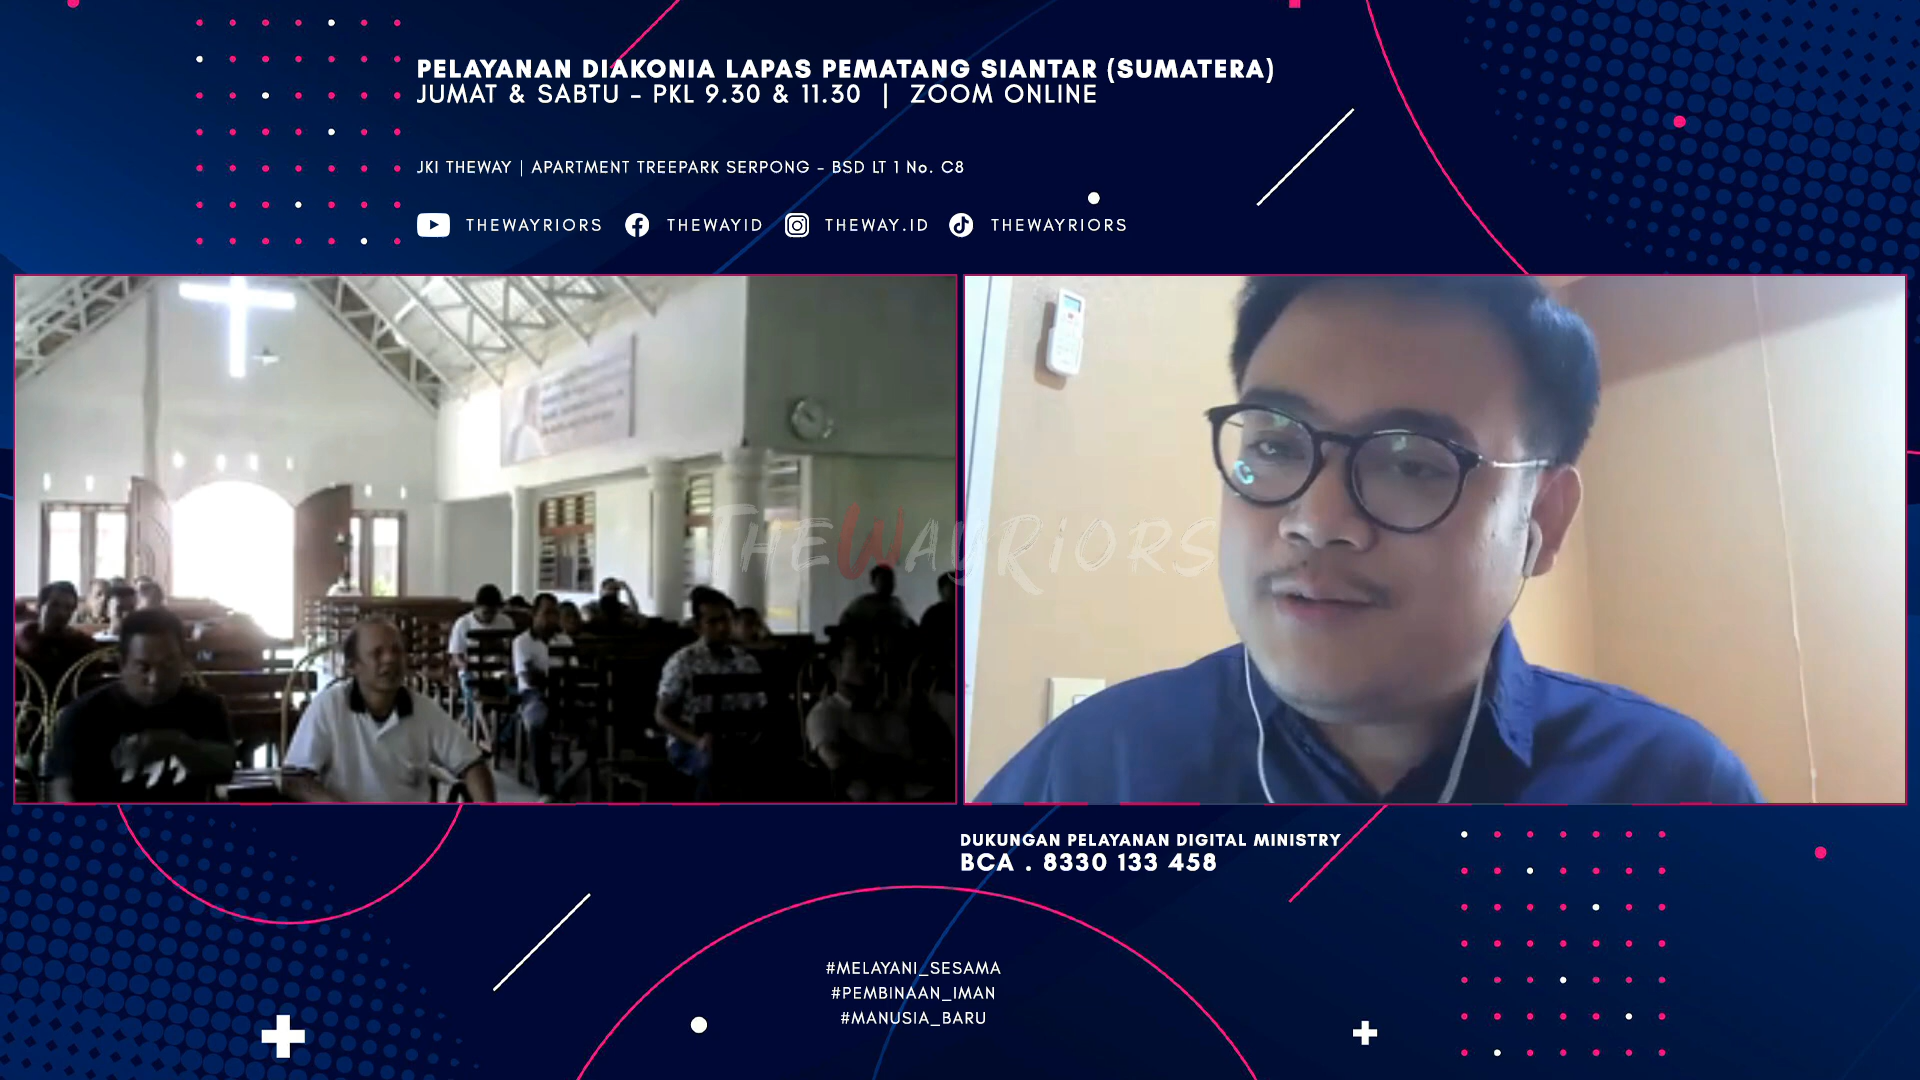 PELAYANAN DIAKONIA LAPAS PEMATANG SIANTAR (SUMATERA)
JUMAT & SABTU - PKL 9.30 & 11.30 | ZOOM ONLINE
JKI THEWAY | APARTMENT TREEPARK SERPONG - BSD LT 1 No. C8
THEWAYRIORS THEWAYID THEWAY.ID THEWAYRIORS
THEWAYRIORS
DUKUNGAN PELAYANAN DIGITAL MINISTRY
BCA . 8330 133 458
#MELAYANI_SESAMA
#PEMBINAAN_IMAN
#MANUSIA_BARU